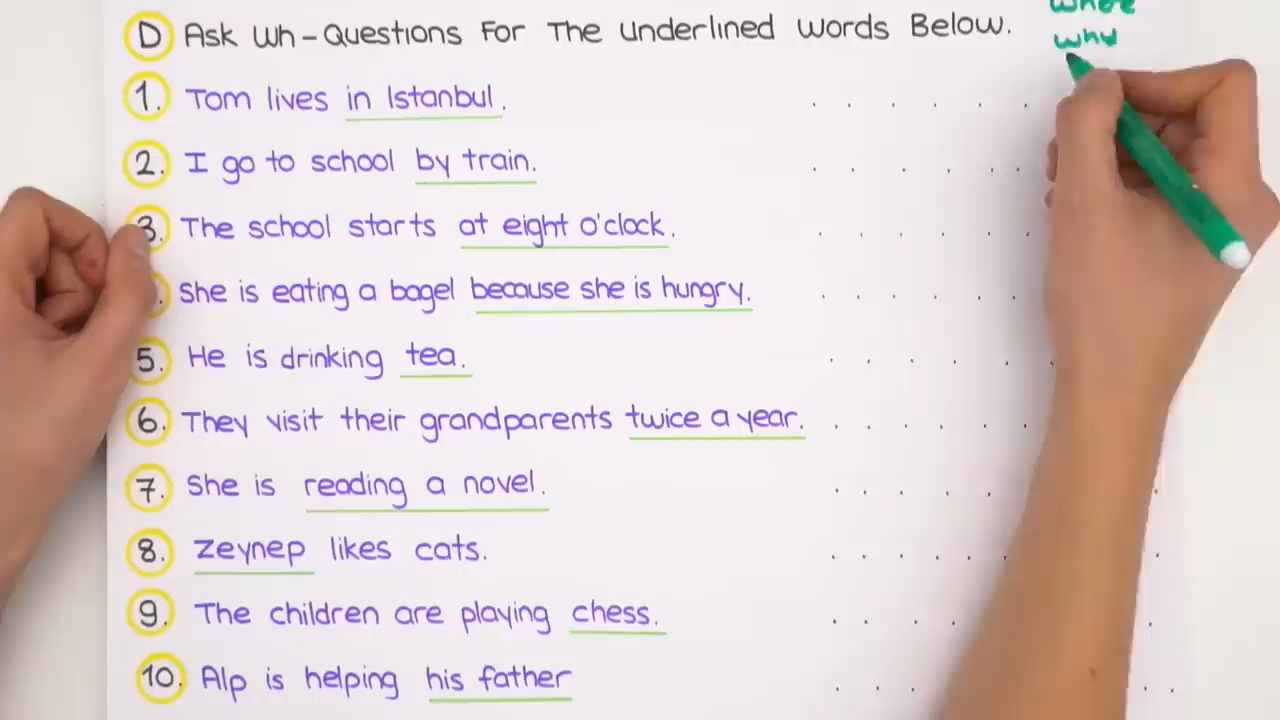 D Ask Wh-Questions For The Underlined Words Below.
why
1. Tom lives in Istanbul.
2. I go to school by train.
3. The school starts at eight o'clock.
. She is eating a bagel because she is hungry.
5. He is drinking tea.
6. They visit their grandparents twice a year.
7. She is reading a novel.
8. Zeynep likes cats.
9. The children are playing chess.
10. Alp is helping his father